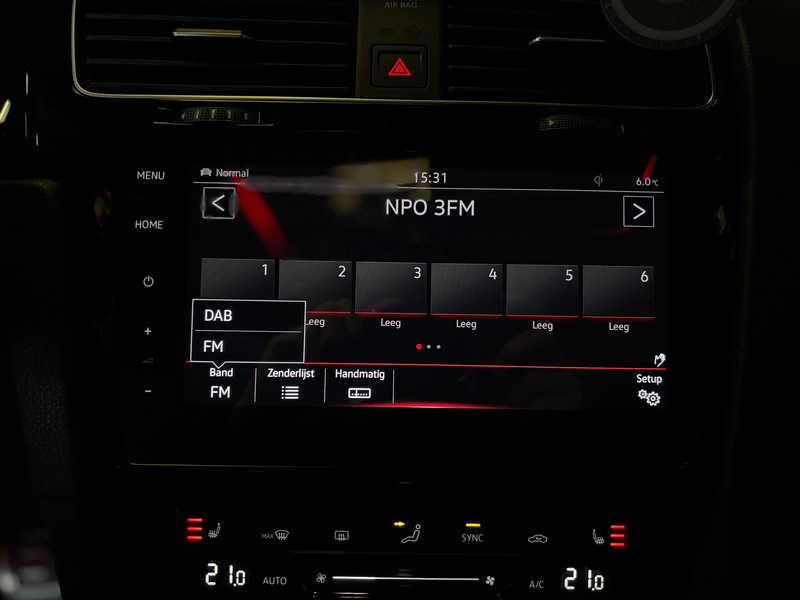 AIR BAG
MENU
Normal
15:31
6.0°C
HOME
NPO 3FM
1
2
3
4
5
6
Leeg
Leeg
Leeg
Leeg
Leeg
DAB
FM
Band
FM
Zenderlijst
Handmatig
Setup
+
-
MAX
SYNC
21.0
AUTO
A/C
21.0